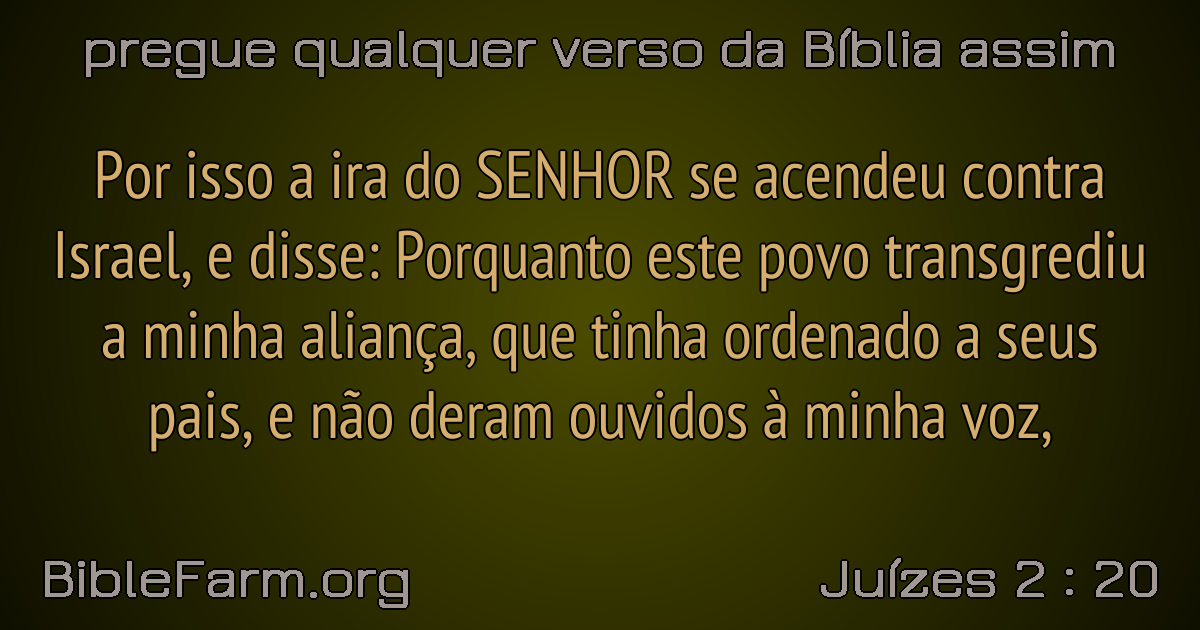 pregue qualquer verso da Bíblia assim
Por isso a ira do SENHOR se acendeu contra
Israel, e disse: Porquanto este povo transgrediu
a minha aliança, que tinha ordenado a seus
pais, e não deram ouvidos à minha voz,
BibleFarm.org
Juízes 2 : 20